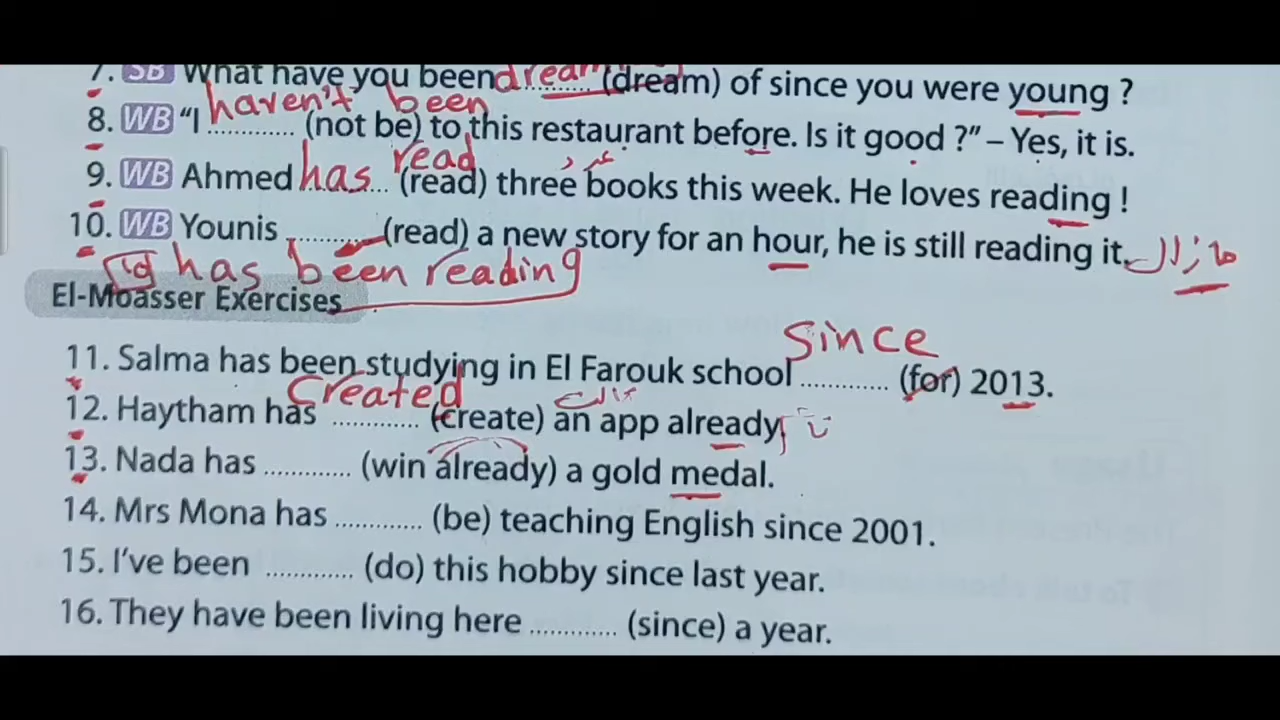 7. SB What have you been dream ......... (dream) of since you were young ?
haven't been
8. WB "I ............ (not be) to this restaurant before. Is it good ?" – Yes, it is.
has read
9. WB Ahmed ... (read) three books this week. He loves reading !
10. WB Younis ............ (read) a new story for an hour, he is still reading it. مازال
has been reading
El-Moasser Exercises
since
11. Salma has been studying in El Farouk school ............ (for) 2013.
created
12. Haytham has ............ (create) an app already.
13. Nada has ............ (win already) a gold medal.
14. Mrs Mona has ............ (be) teaching English since 2001.
15. I've been ............ (do) this hobby since last year.
16. They have been living here ............ (since) a year.